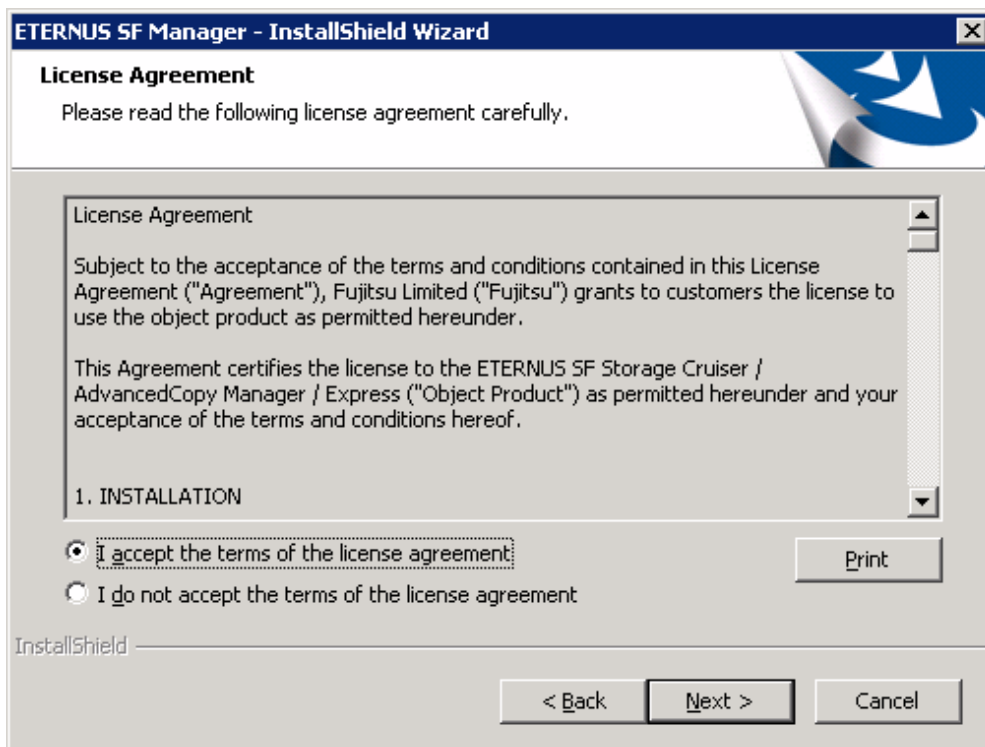 ETERNUS SF Manager - InstallShield Wizard
License Agreement
Please read the following license agreement carefully.
License Agreement
Subject to the acceptance of the terms and conditions contained in this License
Agreement ("Agreement"), Fujitsu Limited ("Fujitsu") grants to customers the license to
use the object product as permitted hereunder.
This Agreement certifies the license to the ETERNUS SF Storage Cruiser /
AdvancedCopy Manager / Express ("Object Product") as permitted hereunder and your
acceptance of the terms and conditions hereof.
1. INSTALLATION
I accept the terms of the license agreement
Print
I do not accept the terms of the license agreement
InstallShield
< Back
Next >
Cancel